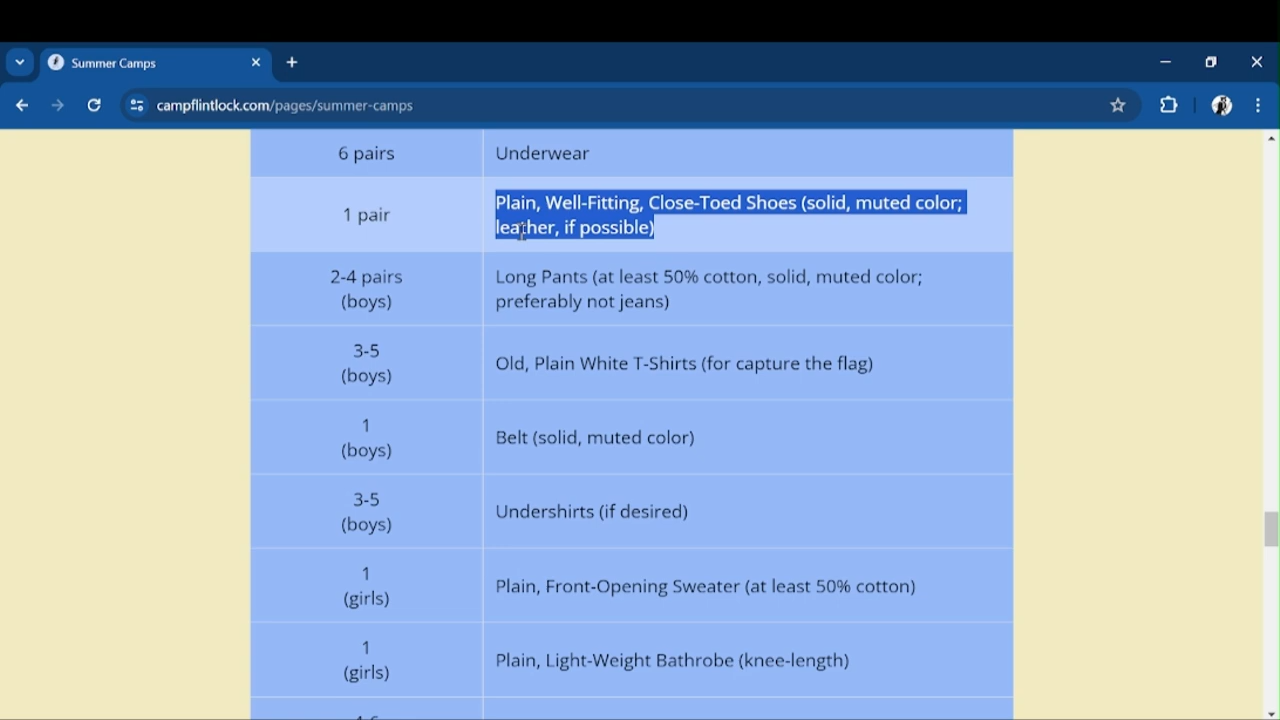 Summer Camps
campflintlock.com/pages/summer-camps
6 pairs
Underwear
1 pair
Plain, Well-Fitting, Close-Toed Shoes (solid, muted color;
leather, if possible)
2-4 pairs
(boys)
Long Pants (at least 50% cotton, solid, muted color;
preferably not jeans)
3-5
(boys)
Old, Plain White T-Shirts (for capture the flag)
1
(boys)
Belt (solid, muted color)
3-5
(boys)
Undershirts (if desired)
1
(girls)
Plain, Front-Opening Sweater (at least 50% cotton)
1
(girls)
Plain, Light-Weight Bathrobe (knee-length)